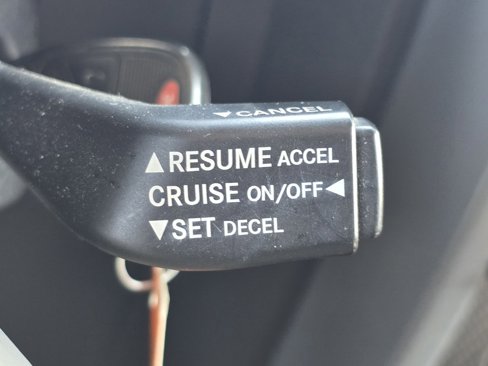 ▼CANCEL
▲RESUME ACCEL
CRUISE ON/OFF◀
▼SET DECEL